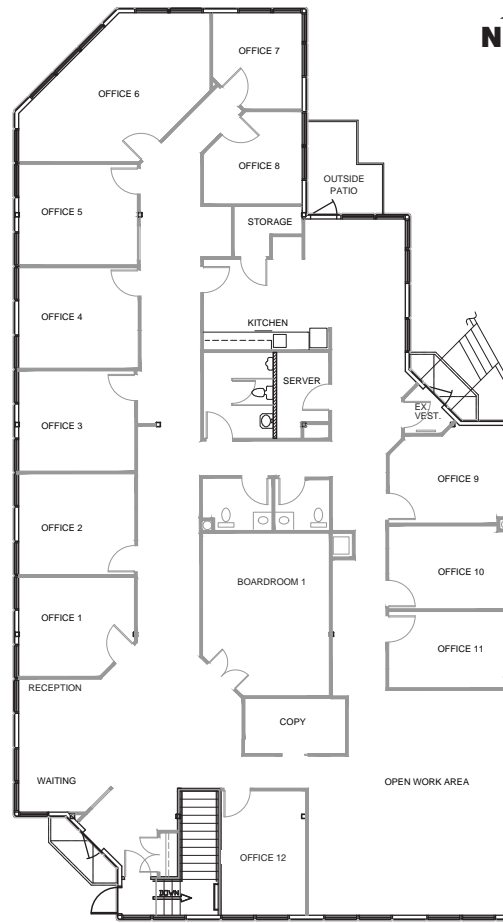 N
OFFICE 7
OFFICE 6
OFFICE 8
OUTSIDE
PATIO
OFFICE 5
STORAGE
OFFICE 4
KITCHEN
SERVER
EX.
VEST.
OFFICE 3
OFFICE 9
OFFICE 2
BOARDROOM 1
OFFICE 10
OFFICE 1
OFFICE 11
RECEPTION
COPY
WAITING
OPEN WORK AREA
OFFICE 12
DOWN